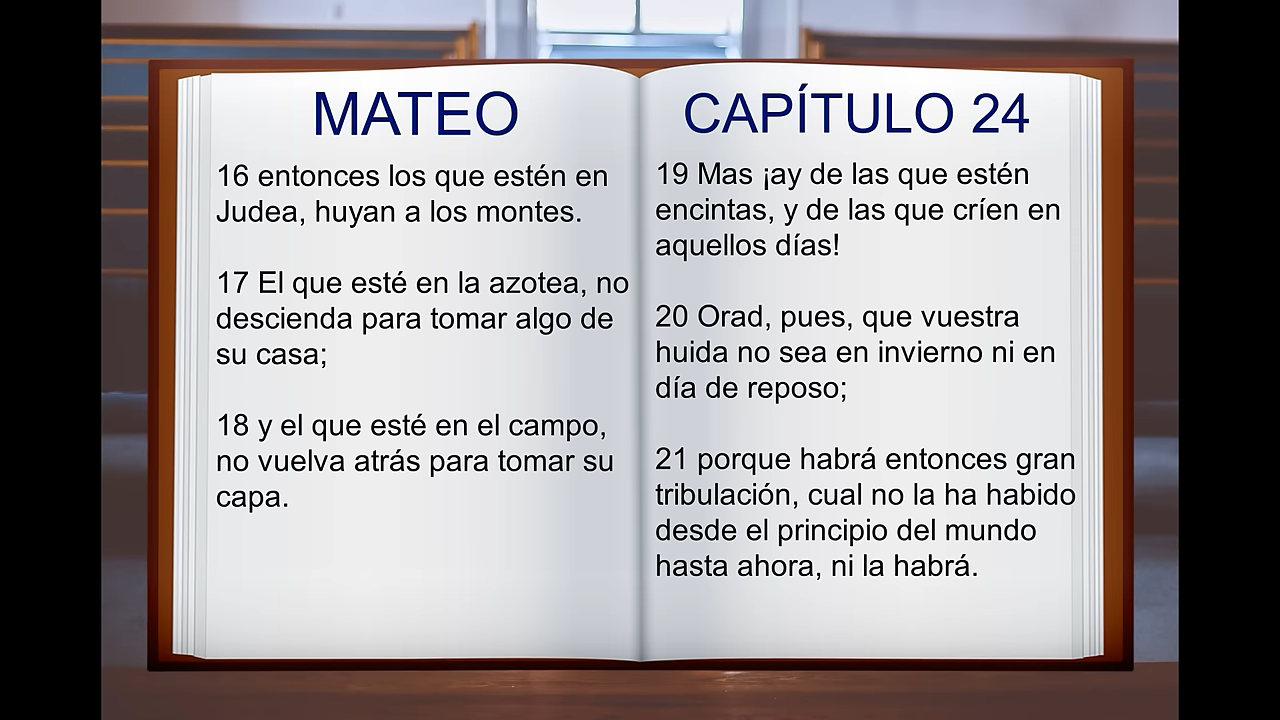 MATEO
16 entonces los que estén en
Judea, huyan a los montes.
17 El que esté en la azotea, no
descienda para tomar algo de
su casa;
18 y el que esté en el campo,
no vuelva atrás para tomar su
capa.
CAPÍTULO 24
19 Mas ¡ay de las que estén
encintas, y de las que críen en
aquellos días!
20 Orad, pues, que vuestra
huida no sea en invierno ni en
día de reposo;
21 porque habrá entonces gran
tribulación, cual no la ha habido
desde el principio del mundo
hasta ahora, ni la habrá.